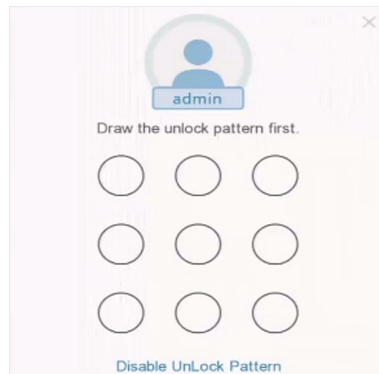 admin
Draw the unlock pattern first.
Disable UnLock Pattern